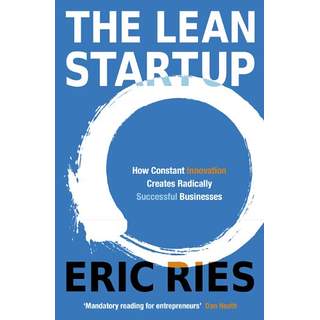 THE LEAN
STARTUP
How Constant Innovation
Creates Radically
Successful Businesses
ERIC RIES
'Mandatory reading for entrepreneurs' Dan Heath